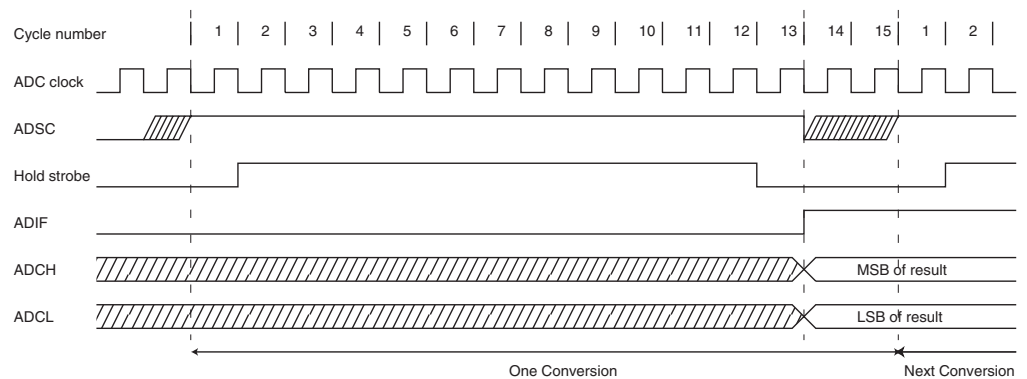 Cycle number 1 2 3 4 5 6 7 8 9 10 11 12 13 14 15 1 2
ADC clock
ADSC
Hold strobe
ADIF
ADCH MSB of result
ADCL LSB of result
One Conversion Next Conversion